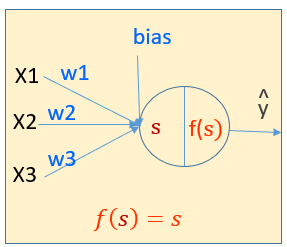 bias
X1 w1
X2 w2
s f(s) ŷ
X3 w3
f(s) = s